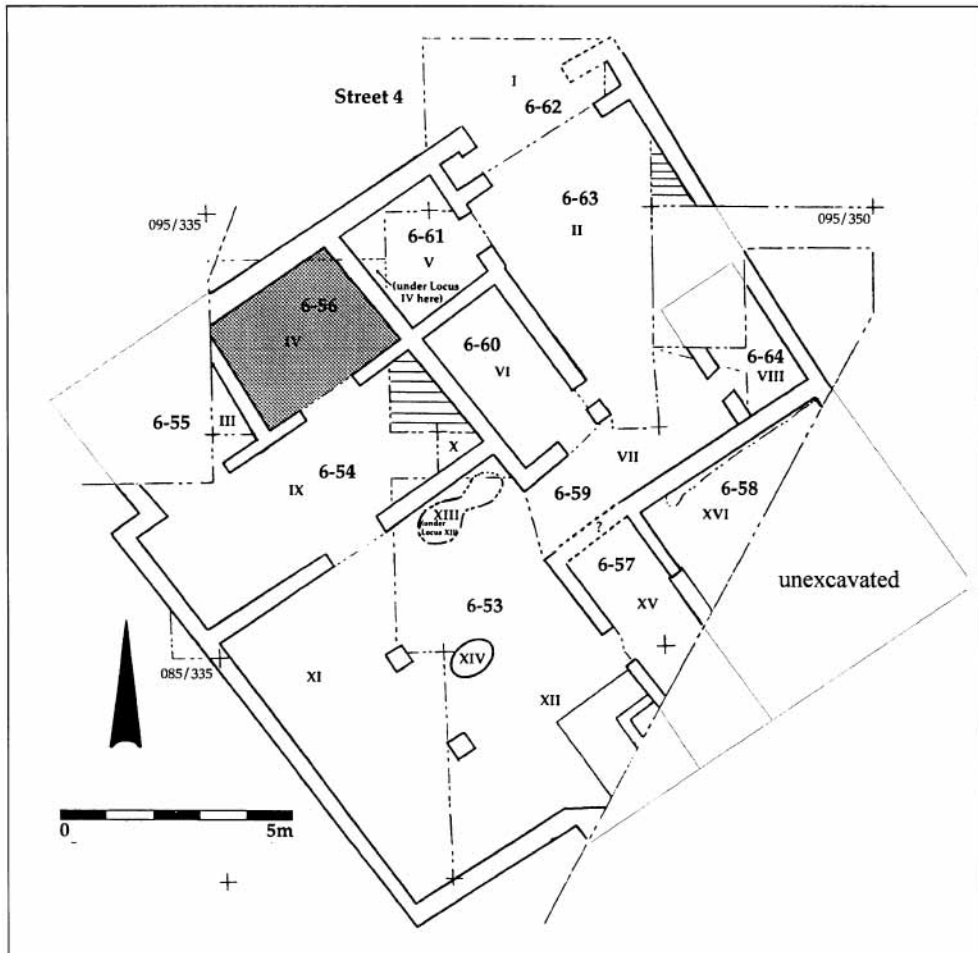 I
Street 4
6-62
6-63
II
095/335
095/350
6-61
V
(under Locus
IV here)
6-56
IV
6-60
VI
6-64
VIII
6-55
III
X
VII
6-54
IX
6-59
6-58
XVI
XIII
(under
Locus XII)
?
6-57
unexcavated
XV
6-53
XI
XIV
085/335
XII
0
5m